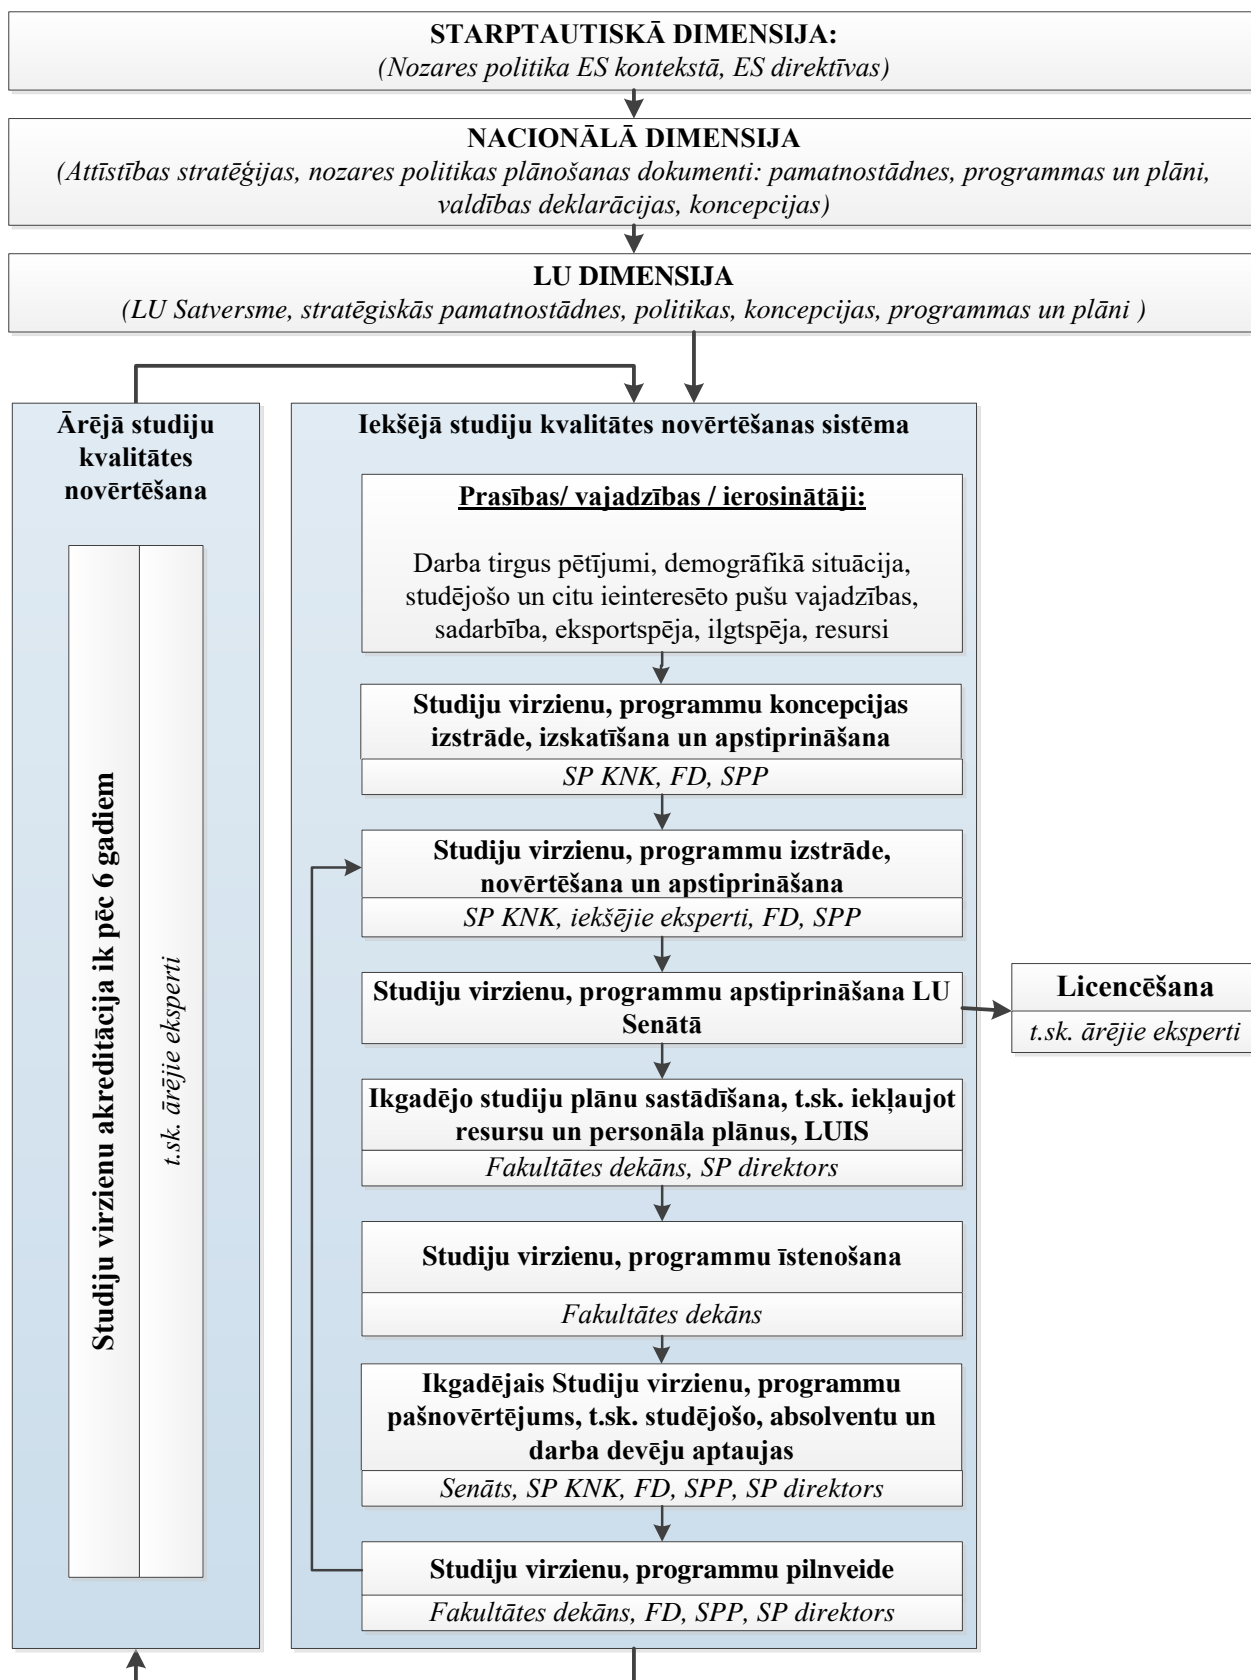 STARPTAUTISKĀ DIMENSIJA:
(Nozares politika ES kontekstā, ES direktīvas)
NACIONĀLĀ DIMENSIJA
(Attīstības stratēģijas, nozares politikas plānošanas dokumenti: pamatnostādnes, programmas un plāni,
valdības deklarācijas, koncepcijas)
LU DIMENSIJA
(LU Satversme, stratēģiskās pamatnostādnes, politikas, koncepcijas, programmas un plāni )
Ārējā studiju
kvalitātes
novērtēšana
Studiju virzienu akreditācija ik pēc 6 gadiem
t.sk. ārējie eksperti
Iekšējā studiju kvalitātes novērtēšanas sistēma
Prasības/ vajadzības / ierosinātāji:
Darba tirgus pētījumi, demogrāfikā situācija,
studējošo un citu ieinteresēto pušu vajadzības,
sadarbība, eksportspēja, ilgtspēja, resursi
Studiju virzienu, programmu koncepcijas
izstrāde, izskatīšana un apstiprināšana
SP KNK, FD, SPP
Studiju virzienu, programmu izstrāde,
novērtēšana un apstiprināšana
SP KNK, iekšējie eksperti, FD, SPP
Studiju virzienu, programmu apstiprināšana LU
Senātā
Licencēšana
t.sk. ārējie eksperti
Ikgadējo studiju plānu sastādīšana, t.sk. iekļaujot
resursu un personāla plānus, LUIS
Fakultātes dekāns, SP direktors
Studiju virzienu, programmu īstenošana
Fakultātes dekāns
Ikgadējais Studiju virzienu, programmu
pašnovērtējums, t.sk. studējošo, absolventu un
darba devēju aptaujas
Senāts, SP KNK, FD, SPP, SP direktors
Studiju virzienu, programmu pilnveide
Fakultātes dekāns, FD, SPP, SP direktors